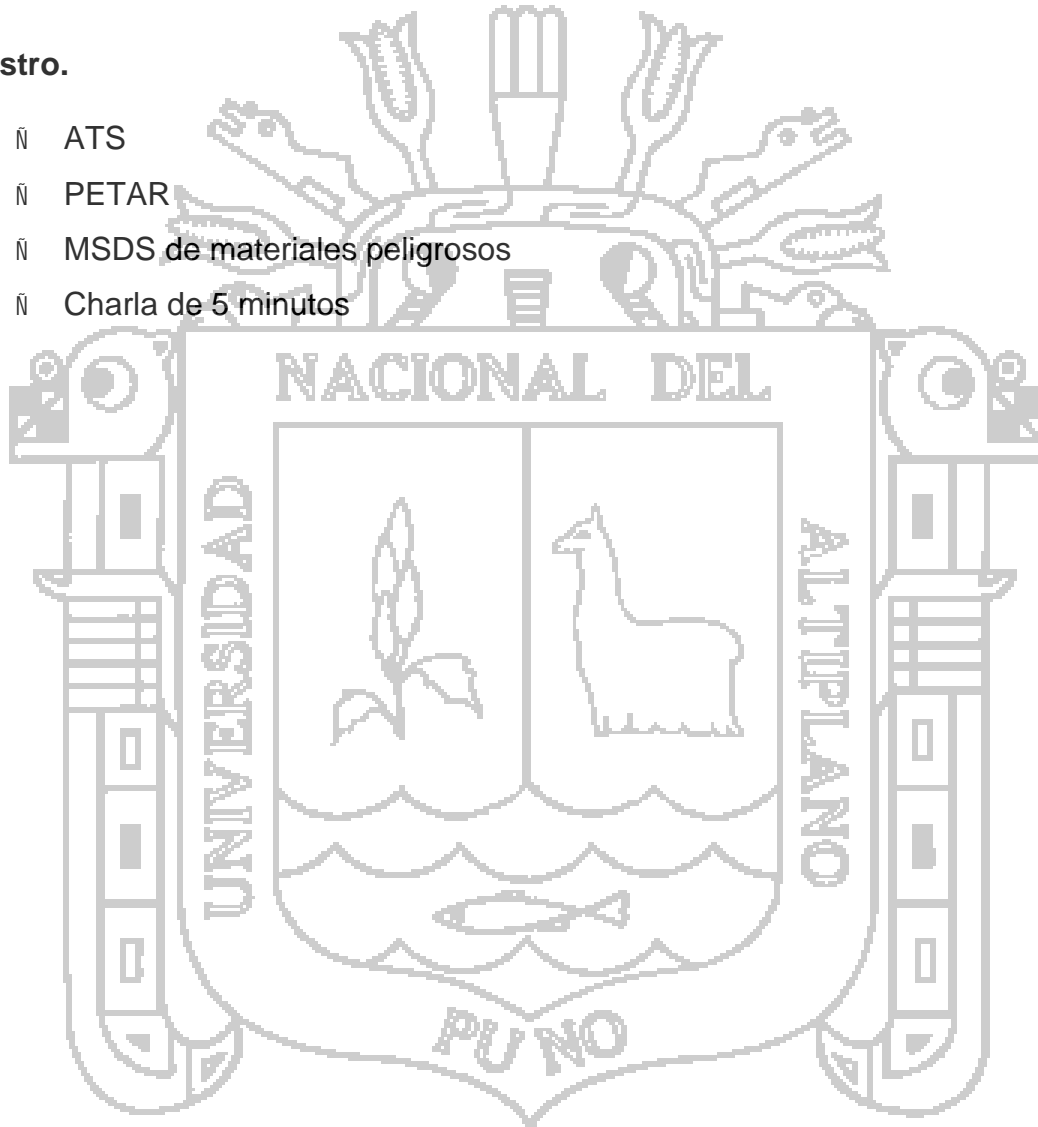 stro.
Ñ ATS
Ñ PETAR
Ñ MSDS de materiales peligrosos
Ñ Charla de 5 minutos
NACIONAL DEL
UNIVERSIDAD
ALTIPLANO
PUNO